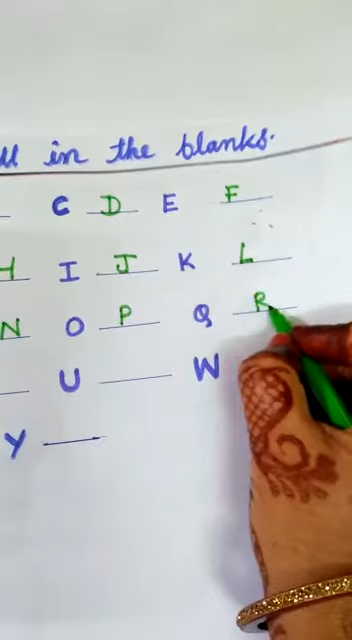 ll in the blanks.
C D E F
H I J K L
N O P Q R
U W
Y